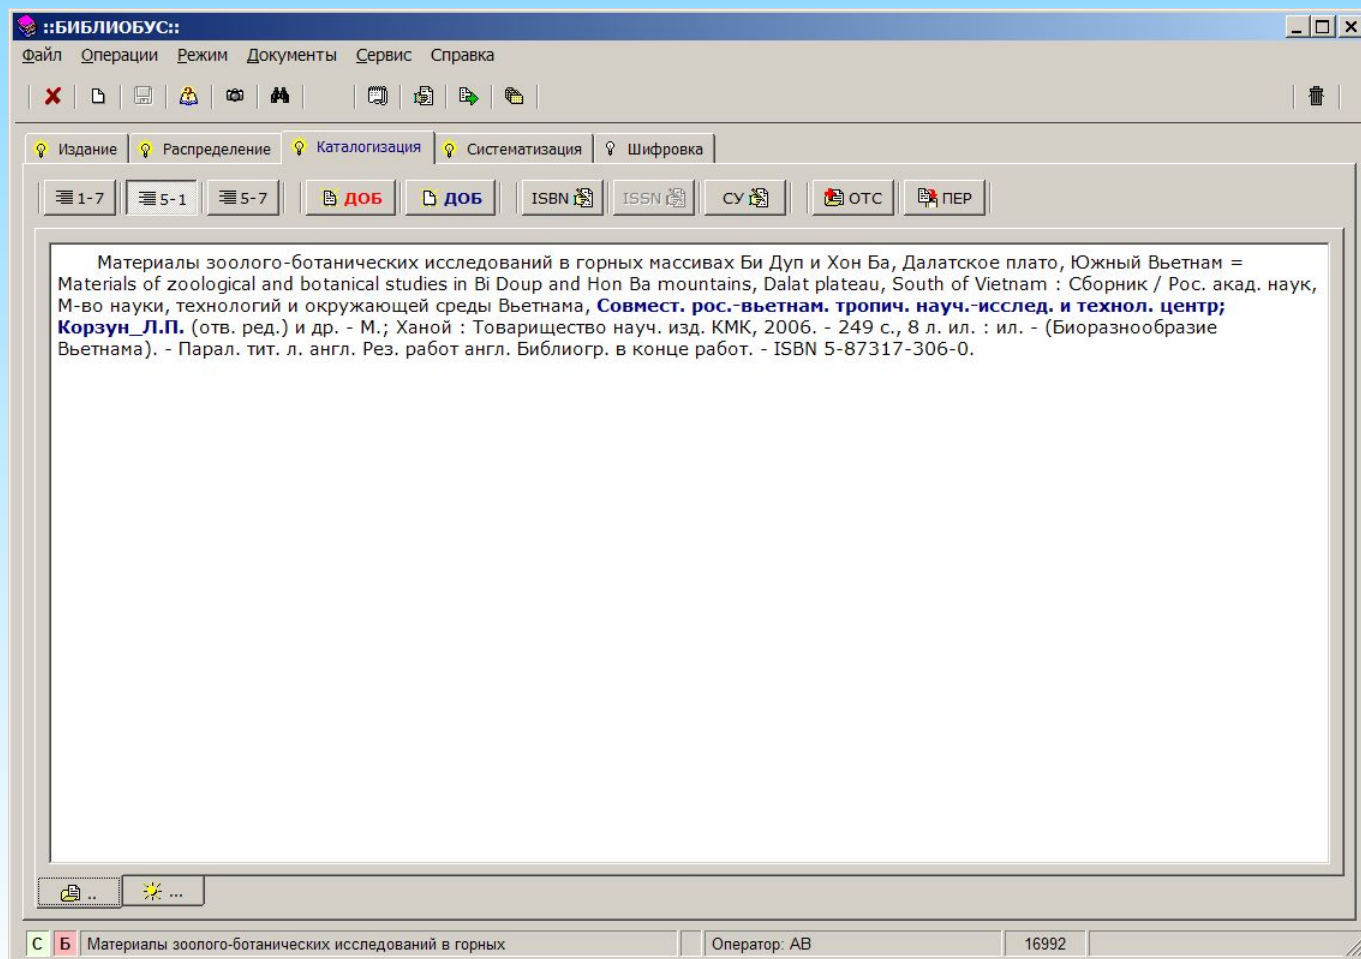 ::БИБЛИОБУС::
Файл Операции Режим Документы Сервис Справка
Издание Распределение Каталогизация Систематизация Шифровка
1-7 5-1 5-7 ДОБ ДОБ ISBN ISSN СУ ОТС ПЕР
Материалы зоолого-ботанических исследований в горных массивах Би Дуп и Хон Ба, Далатское плато, Южный Вьетнам =
Materials of zoological and botanical studies in Bi Doup and Hon Ba mountains, Dalat plateau, South of Vietnam : Сборник / Рос. акад. наук,
М-во науки, технологий и окружающей среды Вьетнама, Совмест. рос.-вьетнам. тропич. науч.-исслед. и технол. центр;
Корзун_Л.П. (отв. ред.) и др. - М.; Ханой : Товарищество науч. изд. КМК, 2006. - 249 с., 8 л. ил. : ил. - (Биоразнообразие
Вьетнама). - Парал. тит. л. англ. Рез. работ англ. Библиогр. в конце работ. - ISBN 5-87317-306-0.
.. ...
С Б Материалы зоолого-ботанических исследований в горных Оператор: АВ 16992